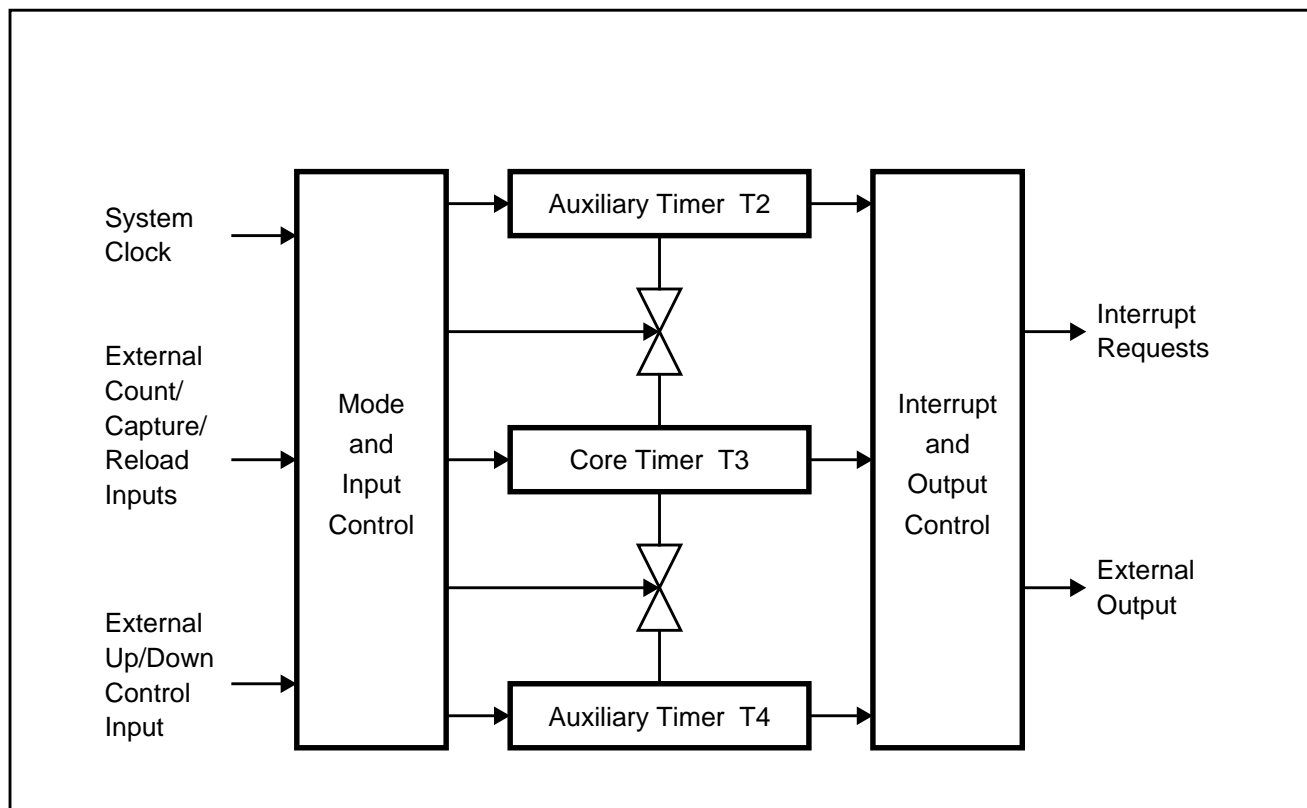 System
Clock
External
Count/
Capture/
Reload
Inputs
External
Up/Down
Control
Input
Mode
and
Input
Control
Auxiliary Timer T2
Core Timer T3
Auxiliary Timer T4
Interrupt
and
Output
Control
Interrupt
Requests
External
Output